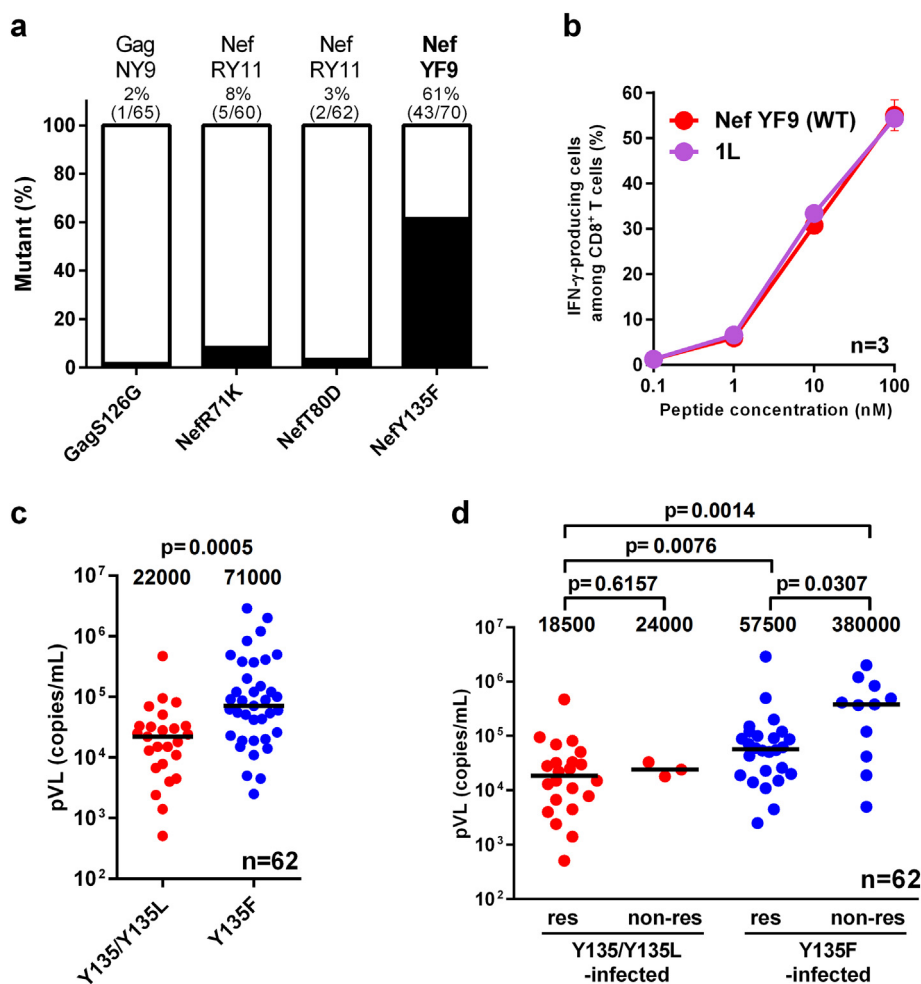 a
Gag
NY9
2%
(1/65)
Nef
RY11
8%
(5/60)
Nef
RY11
3%
(2/62)
Nef
YF9
61%
(43/70)
Mutant (%)
100
80
60
40
20
0
GagS126G
NefR71K
NefT80D
NefY135F
b
IFN-γ-producing cells
among CD8⁺ T cells (%)
60
50
40
30
20
10
0
Nef YF9 (WT)
1L
n=3
0.1
1
10
100
Peptide concentration (nM)
c
p= 0.0005
22000
71000
pVL (copies/mL)
10⁷
10⁶
10⁵
10⁴
10³
10²
n=62
Y135/Y135L
Y135F
d
p= 0.0014
p= 0.0076
p= 0.6157
p= 0.0307
18500
24000
57500
380000
pVL (copies/mL)
10⁷
10⁶
10⁵
10⁴
10³
10²
n=62
res
non-res
res
non-res
Y135/Y135L
-infected
Y135F
-infected